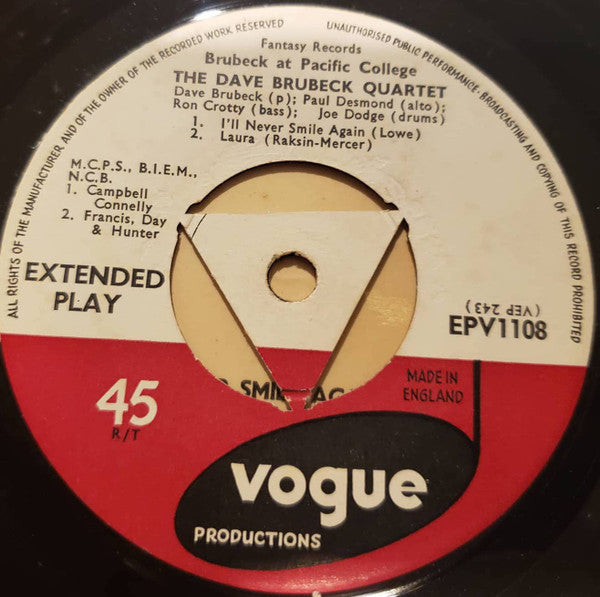 ALL RIGHTS OF THE MANUFACTURER AND OF THE OWNER OF THE RECORDED WORK RESERVED
UNAUTHORISED PUBLIC PERFORMANCE, BROADCASTING AND COPYING OF THIS RECORD PROHIBITED
Fantasy Records
Brubeck at Pacific College
THE DAVE BRUBECK QUARTET
Dave Brubeck (p); Paul Desmond (alto);
Ron Crotty (bass); Joe Dodge (drums)
1. I'll Never Smile Again (Lowe)
2. Laura (Raksin-Mercer)
M.C.P.S., B.I.E.M.,
N.C.B.
1. Campbell
Connelly
2. Francis, Day
& Hunter
EXTENDED
PLAY
(VEP 243)
EPV1108
45
R/T
SMIL AG
MADE IN
ENGLAND
vogue
PRODUCTIONS